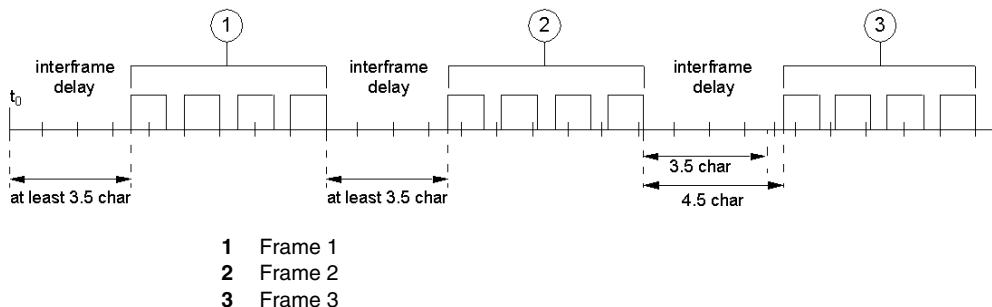 1
2
3
interframe
delay
interframe
delay
interframe
delay
t0
at least 3.5 char
at least 3.5 char
3.5 char
4.5 char
1 Frame 1
2 Frame 2
3 Frame 3